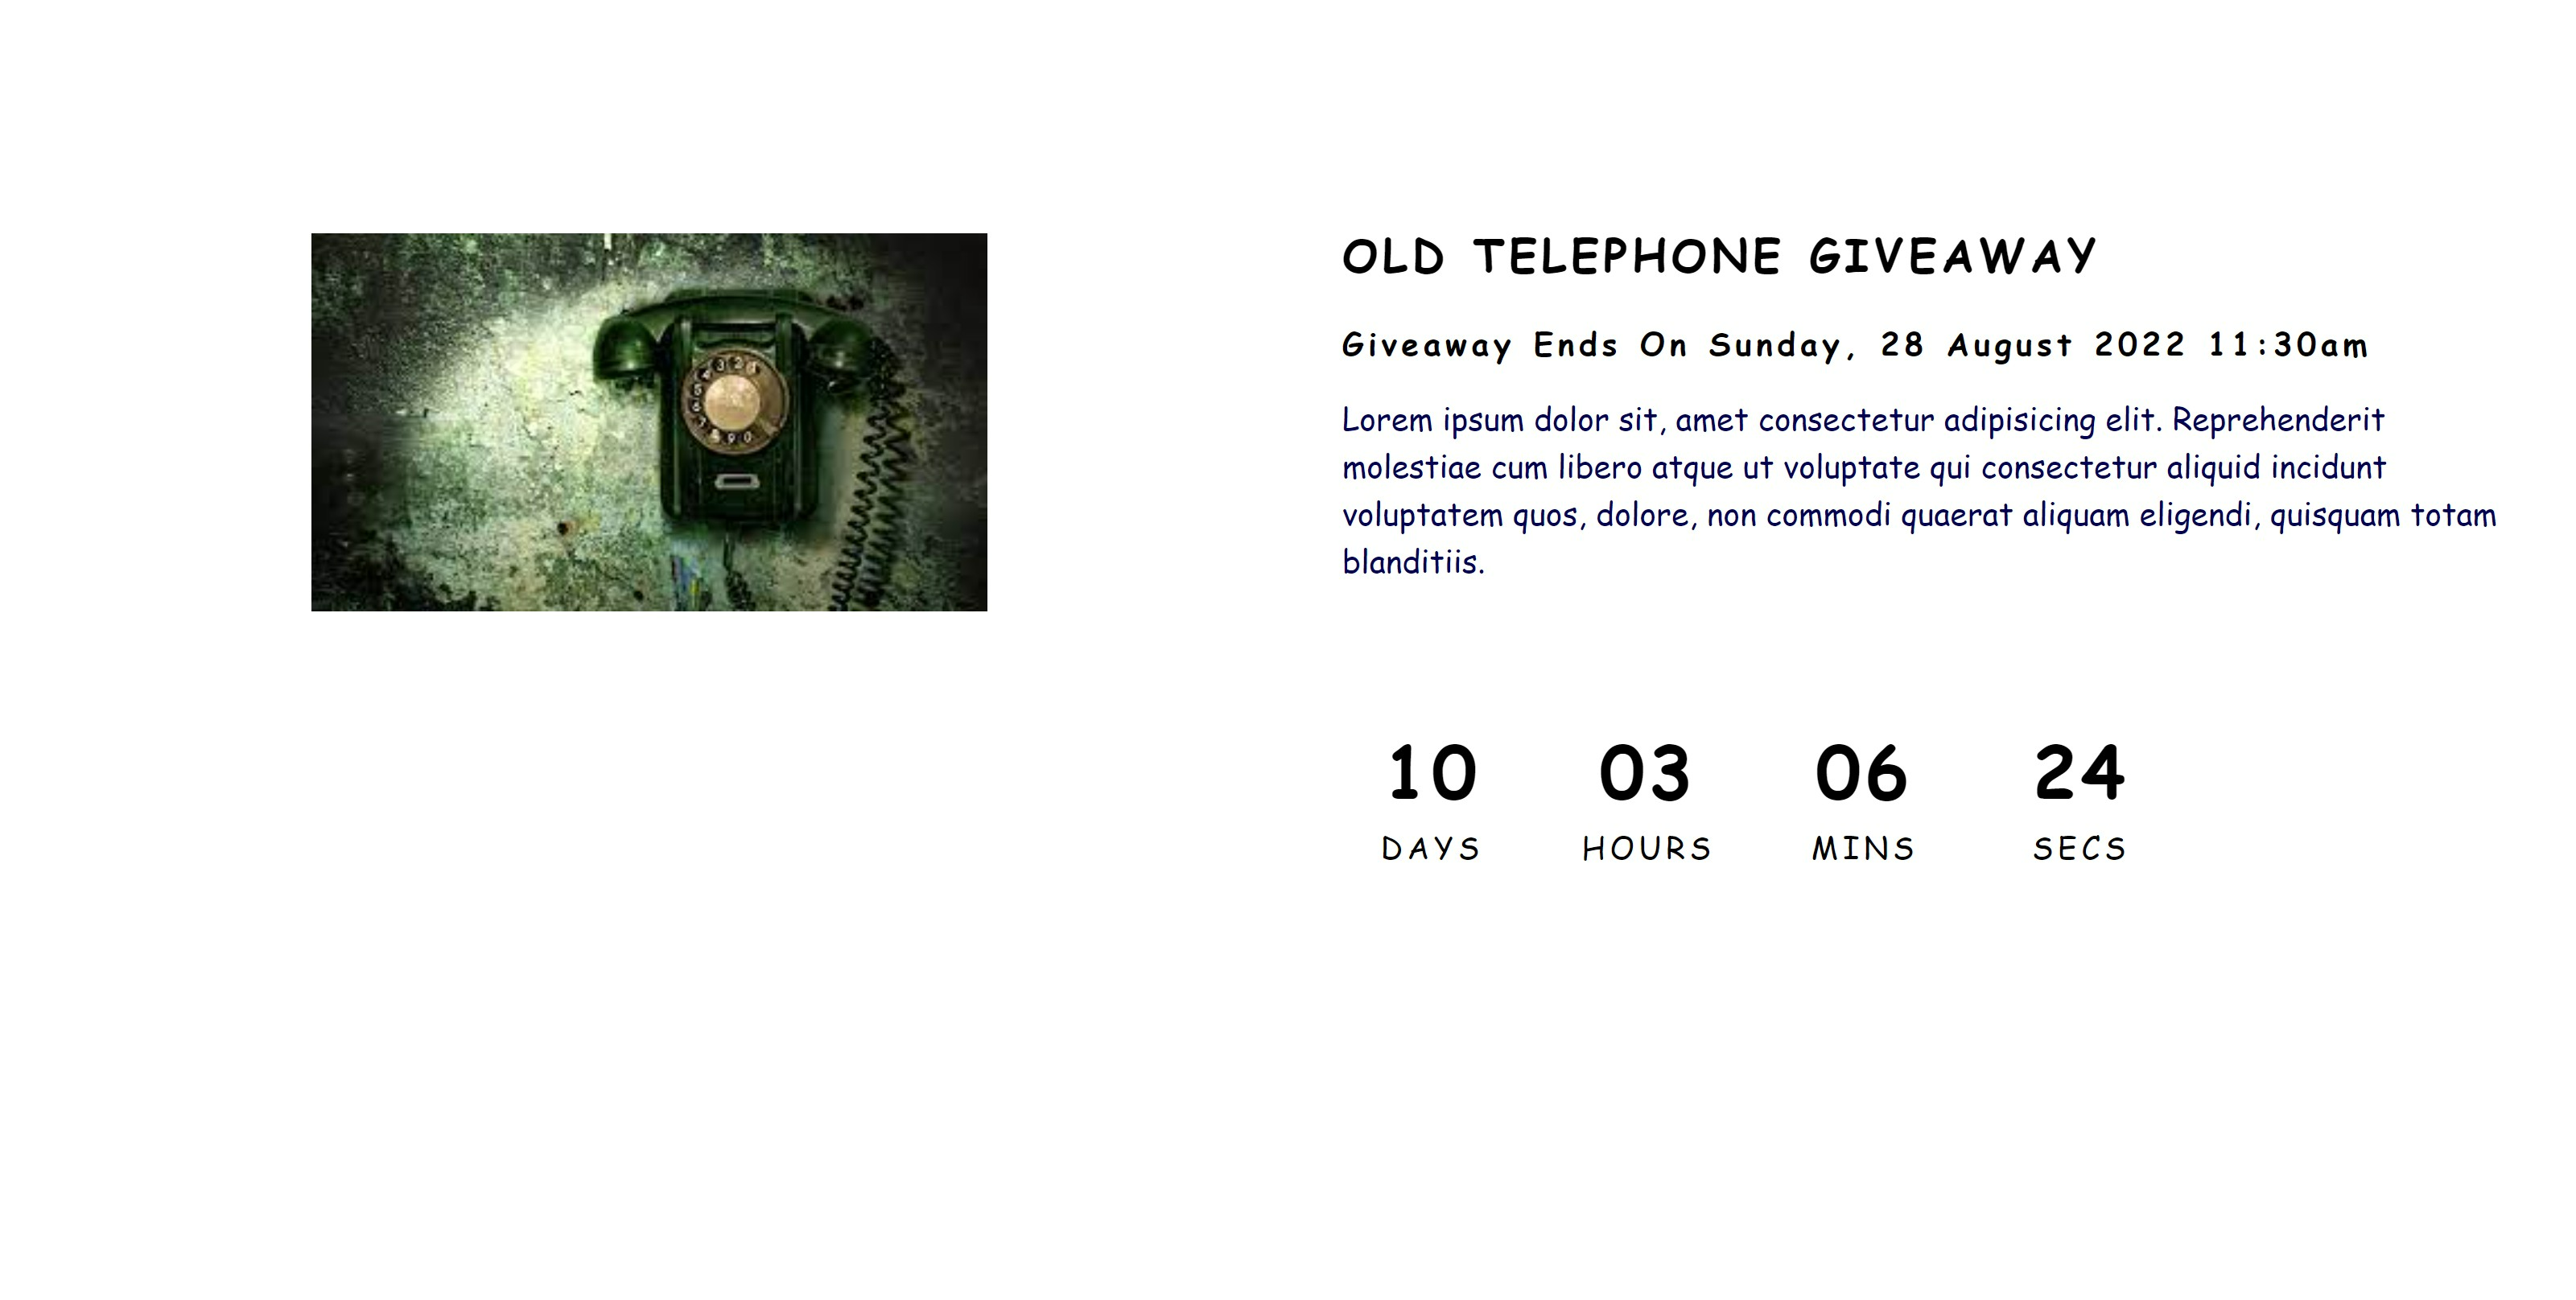 OLD TELEPHONE GIVEAWAY
Giveaway Ends On Sunday, 28 August 2022 11:30am
Lorem ipsum dolor sit, amet consectetur adipisicing elit. Reprehenderit
molestiae cum libero atque ut voluptate qui consectetur aliquid incidunt
voluptatem quos, dolore, non commodi quaerat aliquam eligendi, quisquam totam
blanditiis.
10 03 06 24
DAYS HOURS MINS SECS